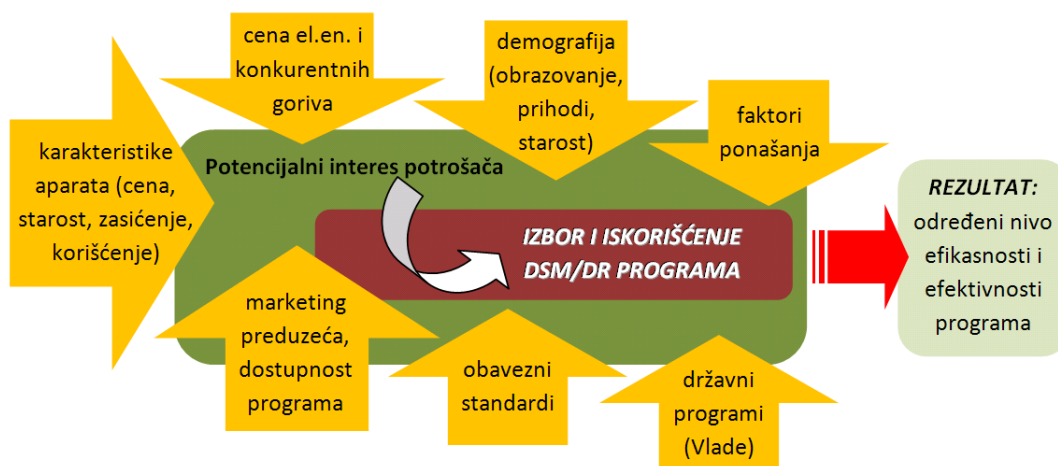 cena el.en. i
konkurentnih
goriva
demografija
(obrazovanje,
prihodi,
starost)
faktori
ponašanja
karakteristike
aparata (cena,
starost, zasićenje,
korišćenje)
Potencijalni interes potrošača
IZBOR I ISKORIŠĆENJE
DSM/DR PROGRAMA
REZULTAT:
određeni nivo
efikasnosti i
efektivnosti
programa
marketing
preduzeća,
dostupnost
programa
obavezni
standardi
državni
programi
(Vlade)